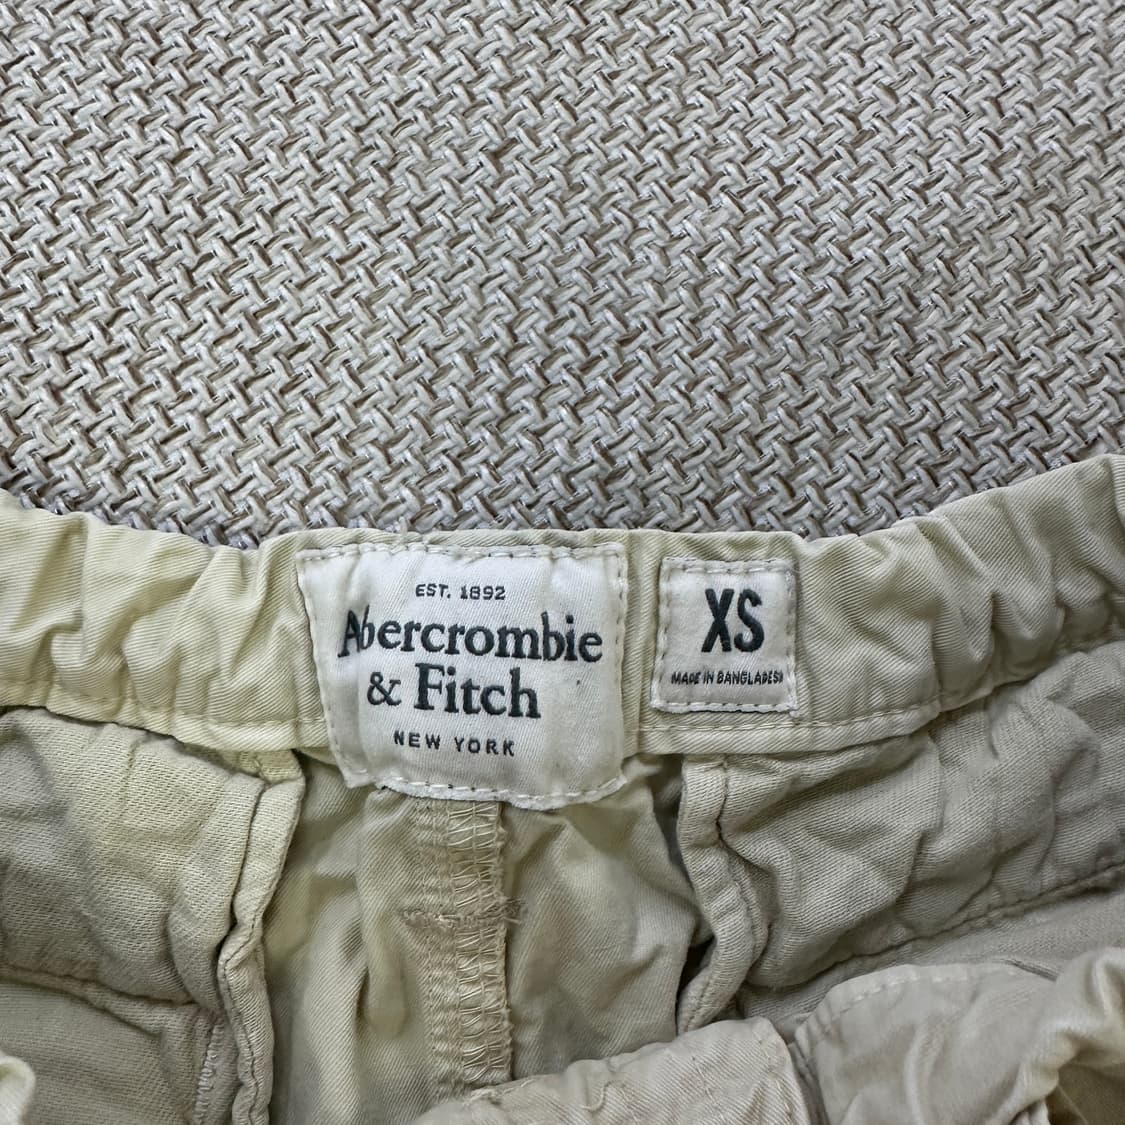 EST. 1892
Abercrombie
& Fitch
NEW YORK
XS
MADE IN BANGLADESH